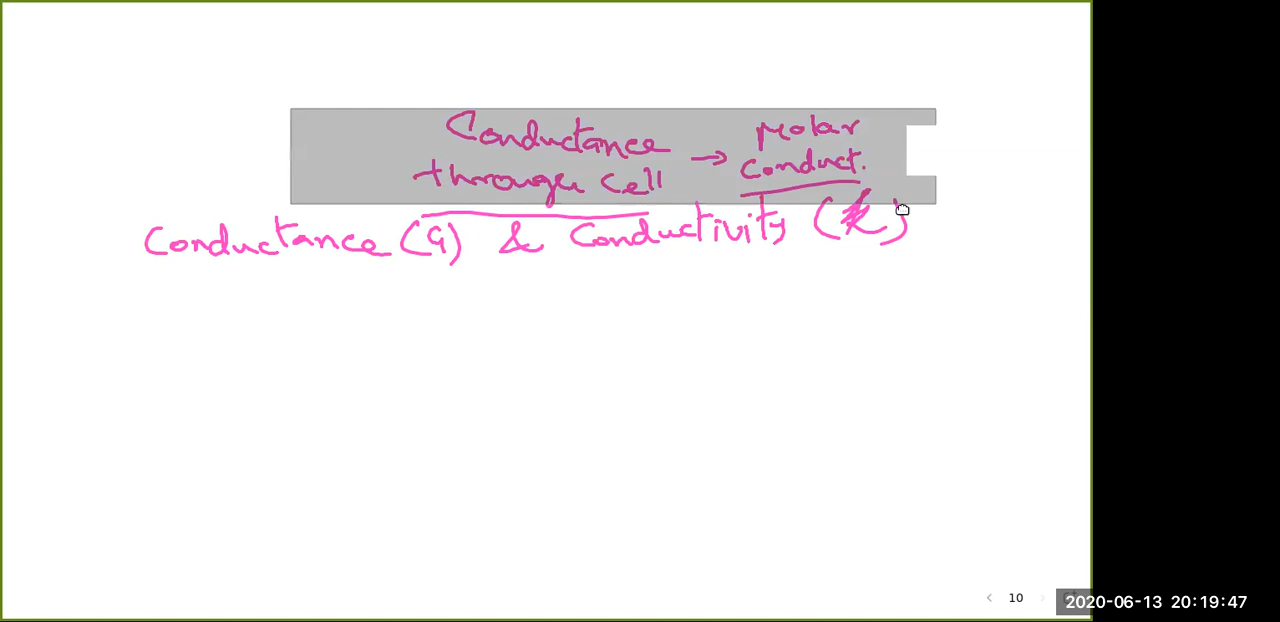 Conductance
through cell → Molar
Conduct.
Conductance (G) & Conductivity (K)
10
2020-06-13 20:19:47